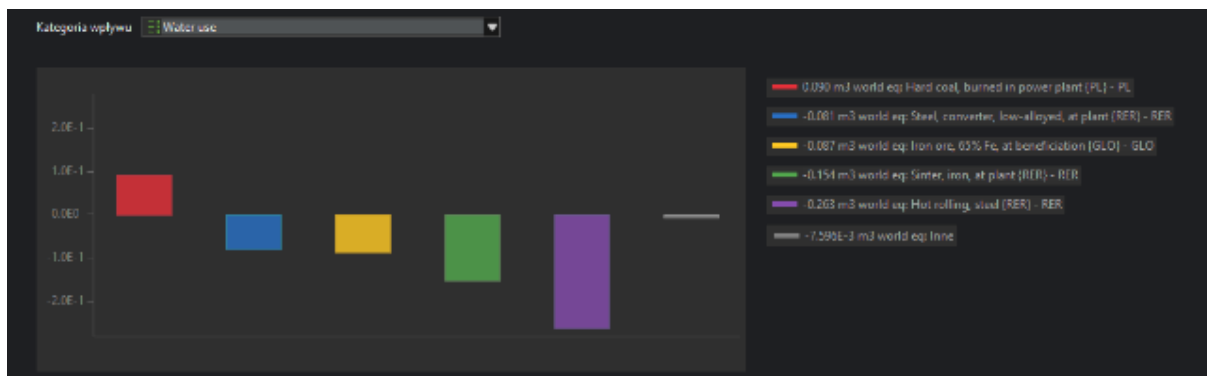 Kategoria wpływu Water use
2.0E-1
1.0E-1
0.0E0
-1.0E-1
-2.0E-1
0.090 m3 world eq: Hard coal, burned in power plant {PL} - PL
-0.081 m3 world eq: Steel, converter, low-alloyed, at plant {RER} - RER
-0.087 m3 world eq: Iron ore, 65% Fe, at beneficiation {GLO} - GLO
-0.154 m3 world eq: Sinter, iron, at plant {RER} - RER
-0.263 m3 world eq: Hot rolling, steel {RER} - RER
-7.596E-3 m3 world eq: Inne